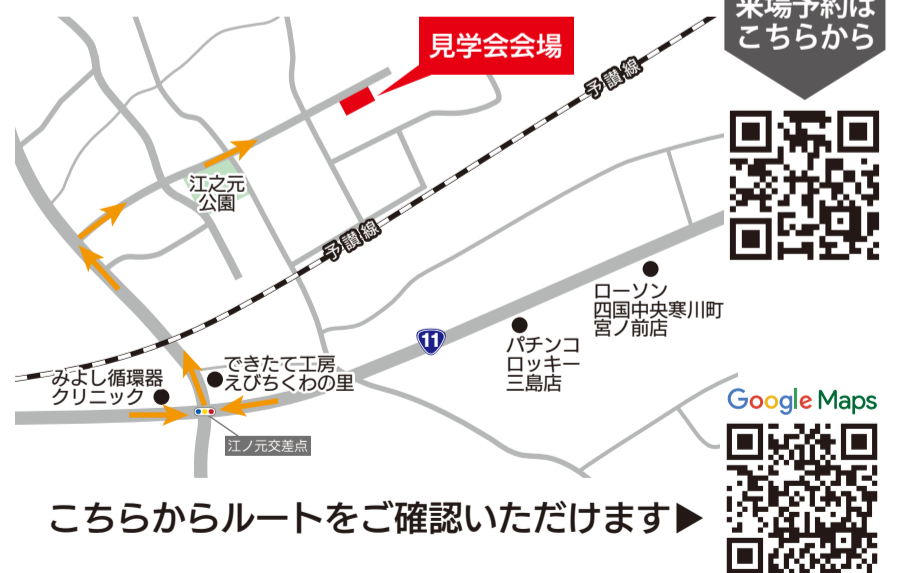 来場予約は
こちらから
見学会会場
予讃線
江之元
公園
予讃線
ローソン
四国中央寒川町
宮ノ前店
11
パチンコ
ロッキー
三島店
できたて工房
えびちくわの里
みよし循環器
クリニック
江ノ元交差点
Google Maps
こちらからルートをご確認いただけます▶